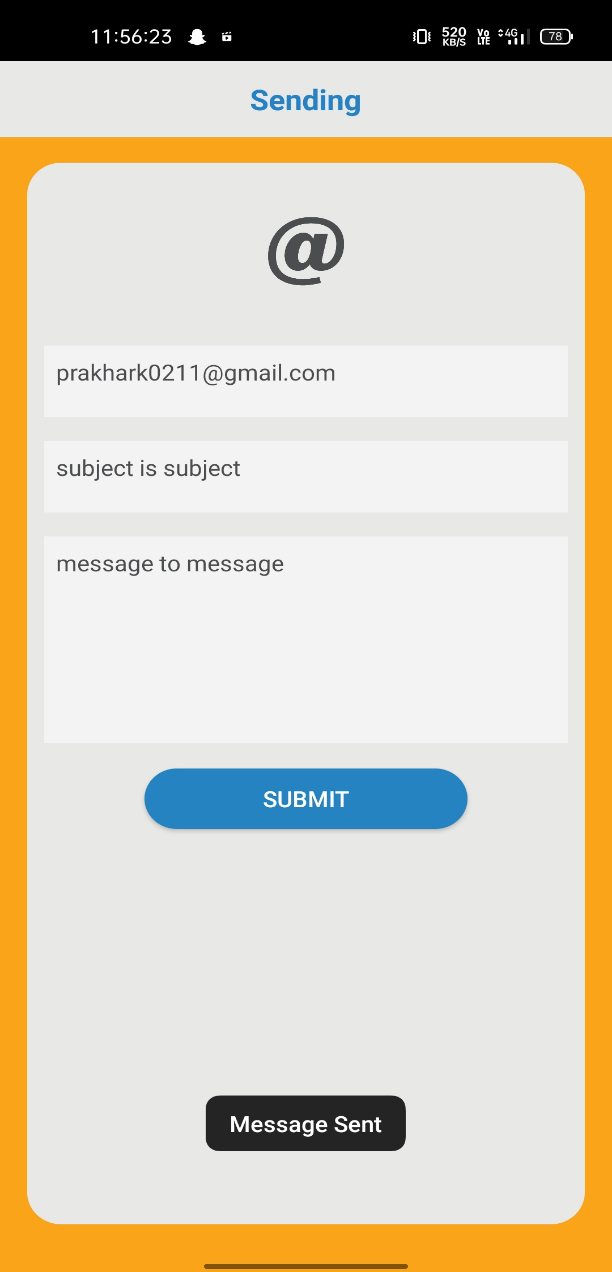 11:56:23 520 KB/S Vo LTE 4G 78
Sending
@
prakhark0211@gmail.com
subject is subject
message to message
SUBMIT
Message Sent